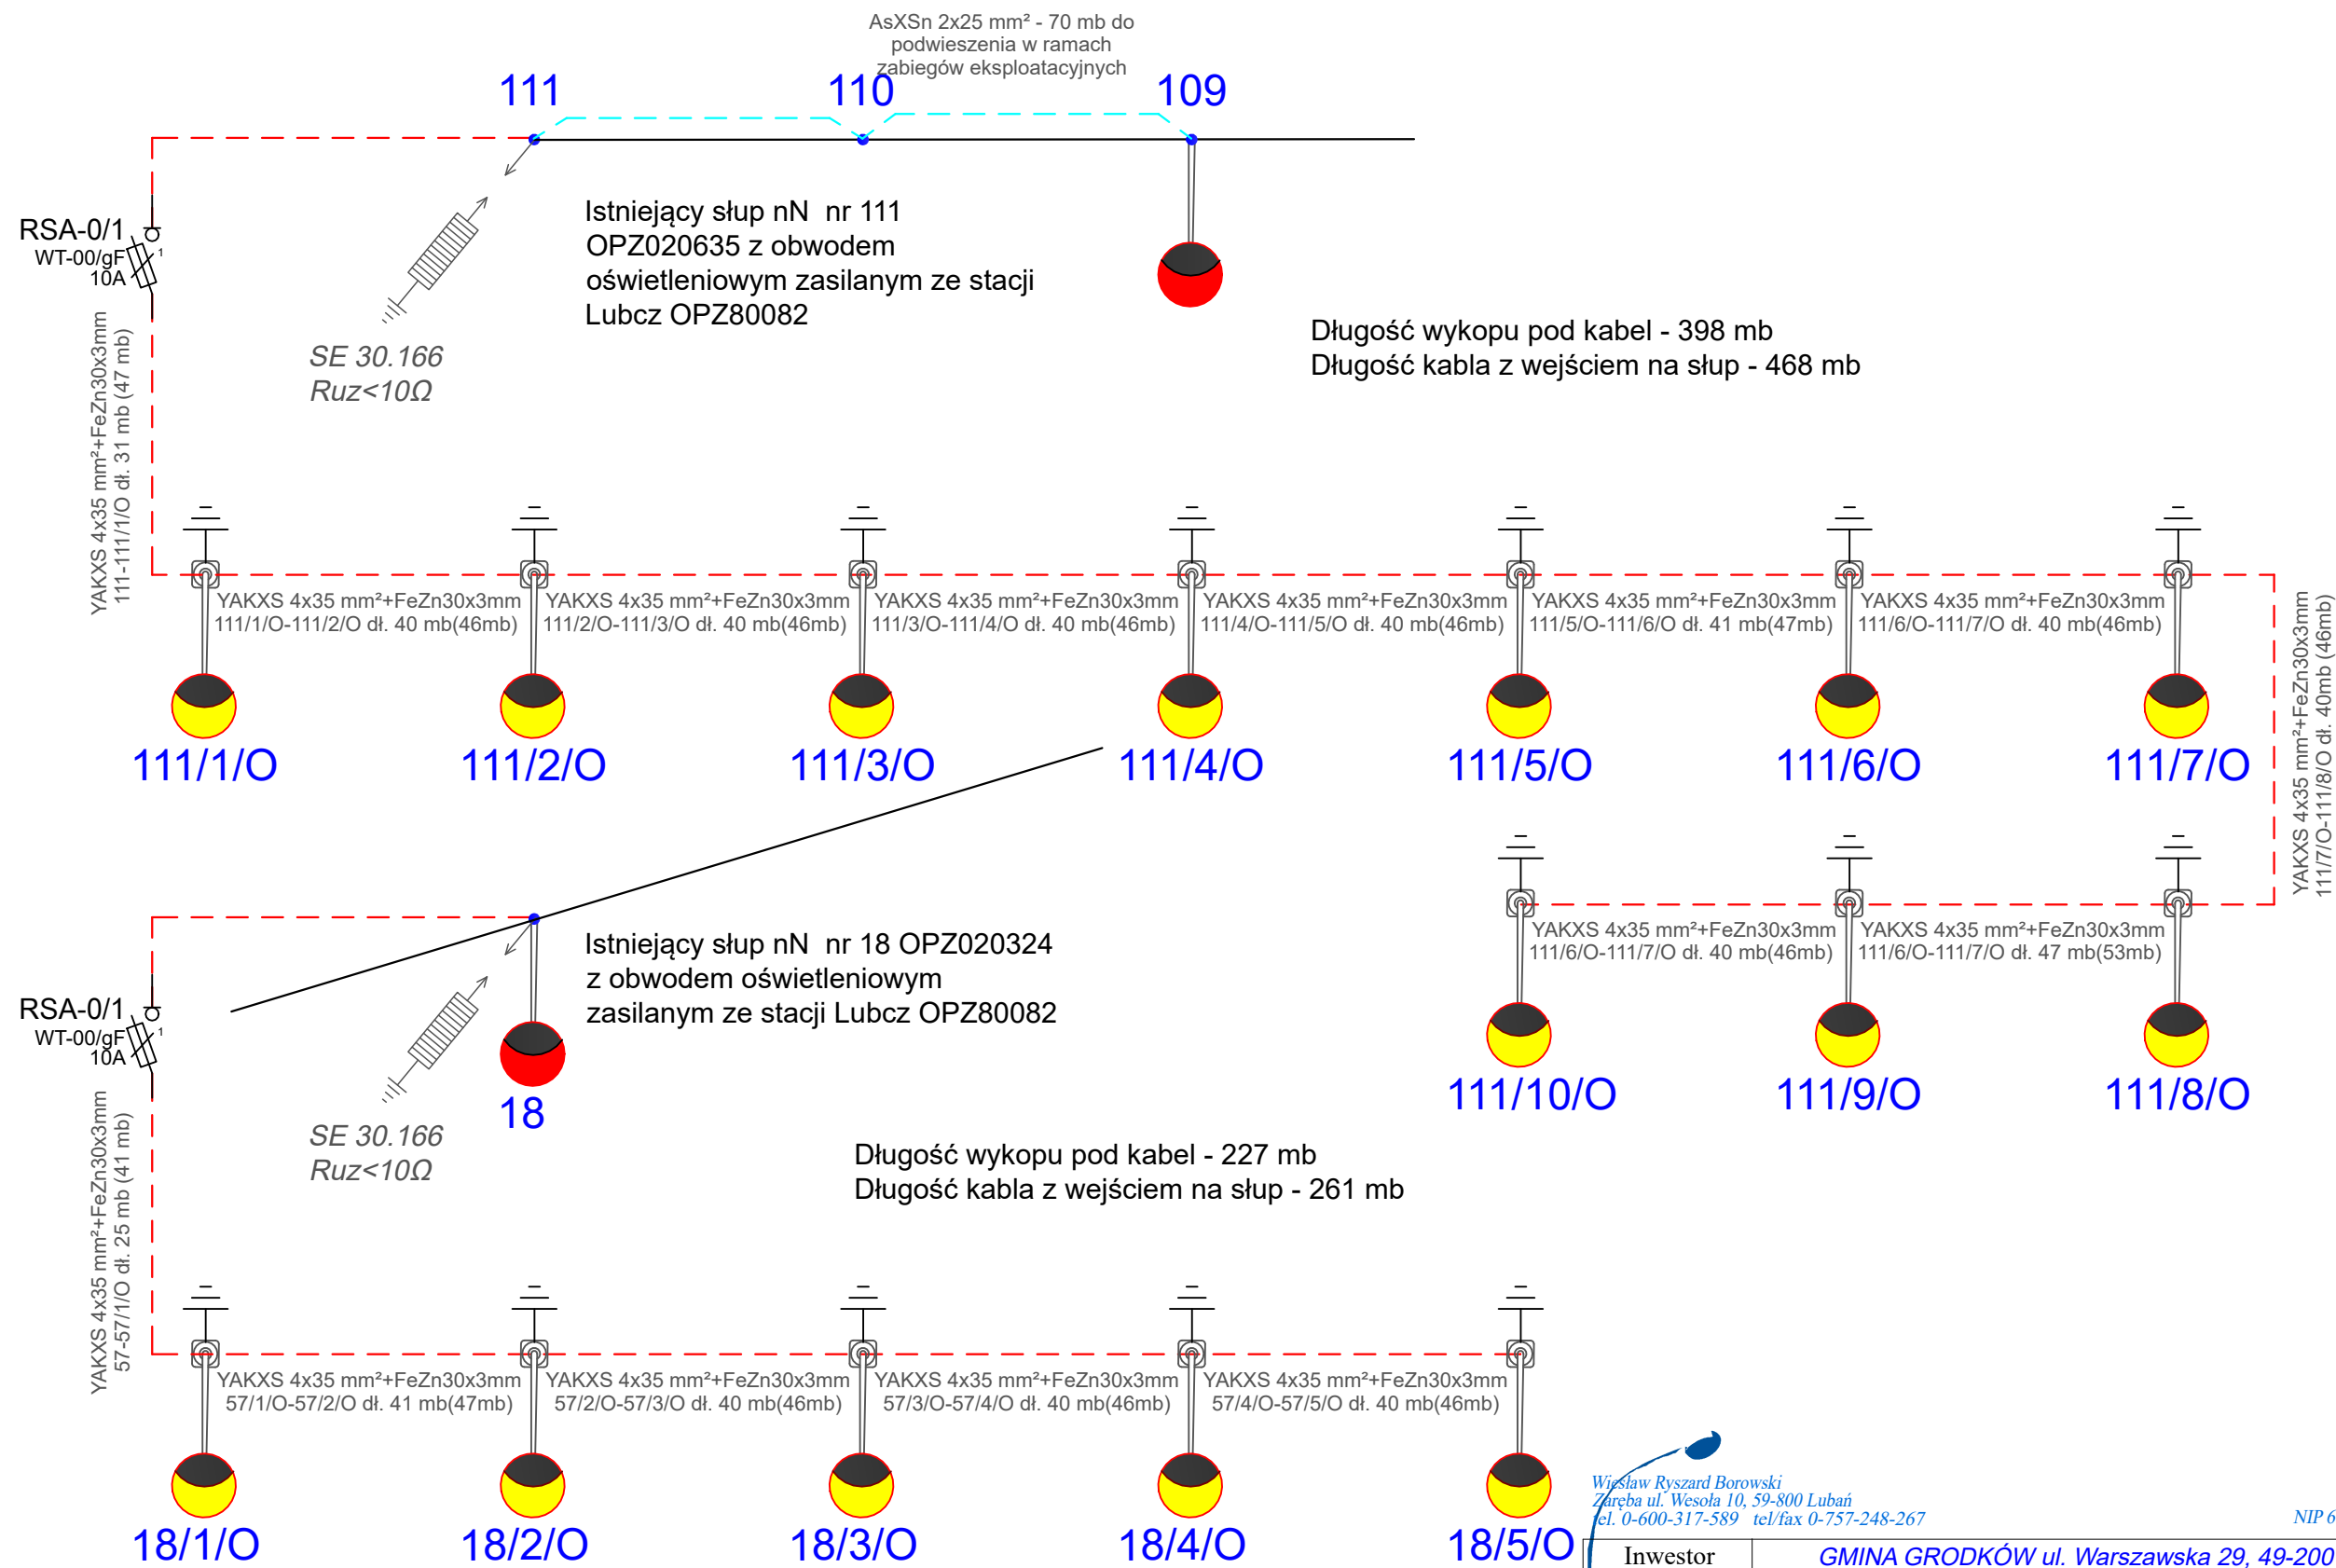 AsXSn 2x25 mm² - 70 mb do
podwieszenia w ramach
zabiegów eksploatacyjnych
111
110
109
RSA-0/1
WT-00/gF
10A
1
Istniejący słup nN nr 111
OPZ020635 z obwodem
oświetleniowym zasilanym ze stacji
Lubcz OPZ80082
SE 30.166
Ruz<10Ω
Długość wykopu pod kabel - 398 mb
Długość kabla z wejściem na słup - 468 mb
YAKXS 4x35 mm²+FeZn30x3mm
111-111/1/O dł. 31 mb (47 mb)
YAKXS 4x35 mm²+FeZn30x3mm
111/1/O-111/2/O dł. 40 mb(46mb)
YAKXS 4x35 mm²+FeZn30x3mm
111/2/O-111/3/O dł. 40 mb(46mb)
YAKXS 4x35 mm²+FeZn30x3mm
111/3/O-111/4/O dł. 40 mb(46mb)
YAKXS 4x35 mm²+FeZn30x3mm
111/4/O-111/5/O dł. 40 mb(46mb)
YAKXS 4x35 mm²+FeZn30x3mm
111/5/O-111/6/O dł. 41 mb(47mb)
YAKXS 4x35 mm²+FeZn30x3mm
111/6/O-111/7/O dł. 40 mb(46mb)
YAKXS 4x35 mm²+FeZn30x3mm
111/7/O-111/8/O dł. 40mb (46mb)
111/1/O
111/2/O
111/3/O
111/4/O
111/5/O
111/6/O
111/7/O
YAKXS 4x35 mm²+FeZn30x3mm
111/6/O-111/7/O dł. 40 mb(46mb)
YAKXS 4x35 mm²+FeZn30x3mm
111/6/O-111/7/O dł. 47 mb(53mb)
111/10/O
111/9/O
111/8/O
RSA-0/1
WT-00/gF
10A
1
Istniejący słup nN nr 18 OPZ020324
z obwodem oświetleniowym
zasilanym ze stacji Lubcz OPZ80082
18
SE 30.166
Ruz<10Ω
Długość wykopu pod kabel - 227 mb
Długość kabla z wejściem na słup - 261 mb
YAKXS 4x35 mm²+FeZn30x3mm
57-57/1/O dł. 25 mb (41 mb)
YAKXS 4x35 mm²+FeZn30x3mm
57/1/O-57/2/O dł. 41 mb(47mb)
YAKXS 4x35 mm²+FeZn30x3mm
57/2/O-57/3/O dł. 40 mb(46mb)
YAKXS 4x35 mm²+FeZn30x3mm
57/3/O-57/4/O dł. 40 mb(46mb)
YAKXS 4x35 mm²+FeZn30x3mm
57/4/O-57/5/O dł. 40 mb(46mb)
18/1/O
18/2/O
18/3/O
18/4/O
18/5/O
Wiesław Ryszard Borowski
Zaręba ul. Wesoła 10, 59-800 Lubań
tel. 0-600-317-589 tel/fax 0-757-248-267
NIP 6
Inwestor
GMINA GRODKÓW ul. Warszawska 29, 49-200